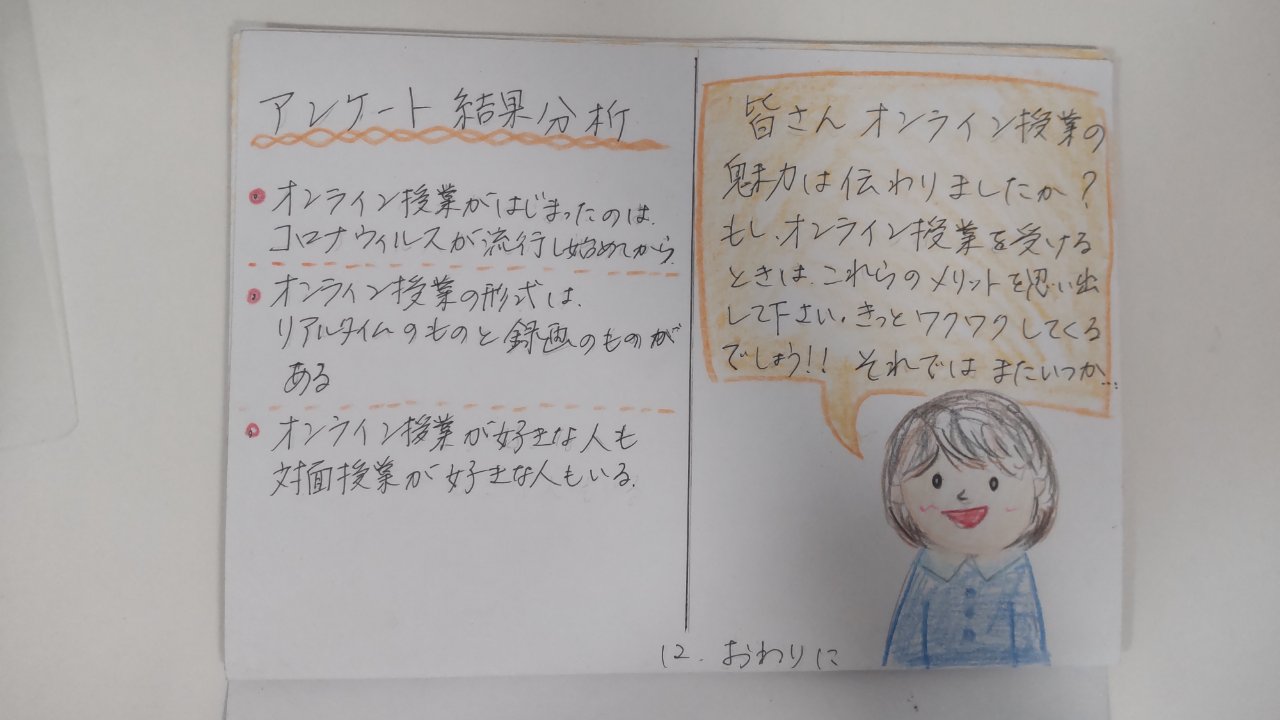 アンケート結果分析
オンライン授業がはじまったのは、
コロナウィルスが流行し始めてから
オンライン授業の形式は、
リアルタイムのものと録画のものが
ある
オンライン授業が好きな人も
対面授業が好きな人もいる。
皆さんオンライン授業の
魅力は伝わりましたか?
もし、オンライン授業を受ける
ときは、これらのメリットを思い出
して下さい。きっとワクワクしてくる
でしょう!! それではまたいつか...
12. おわりに